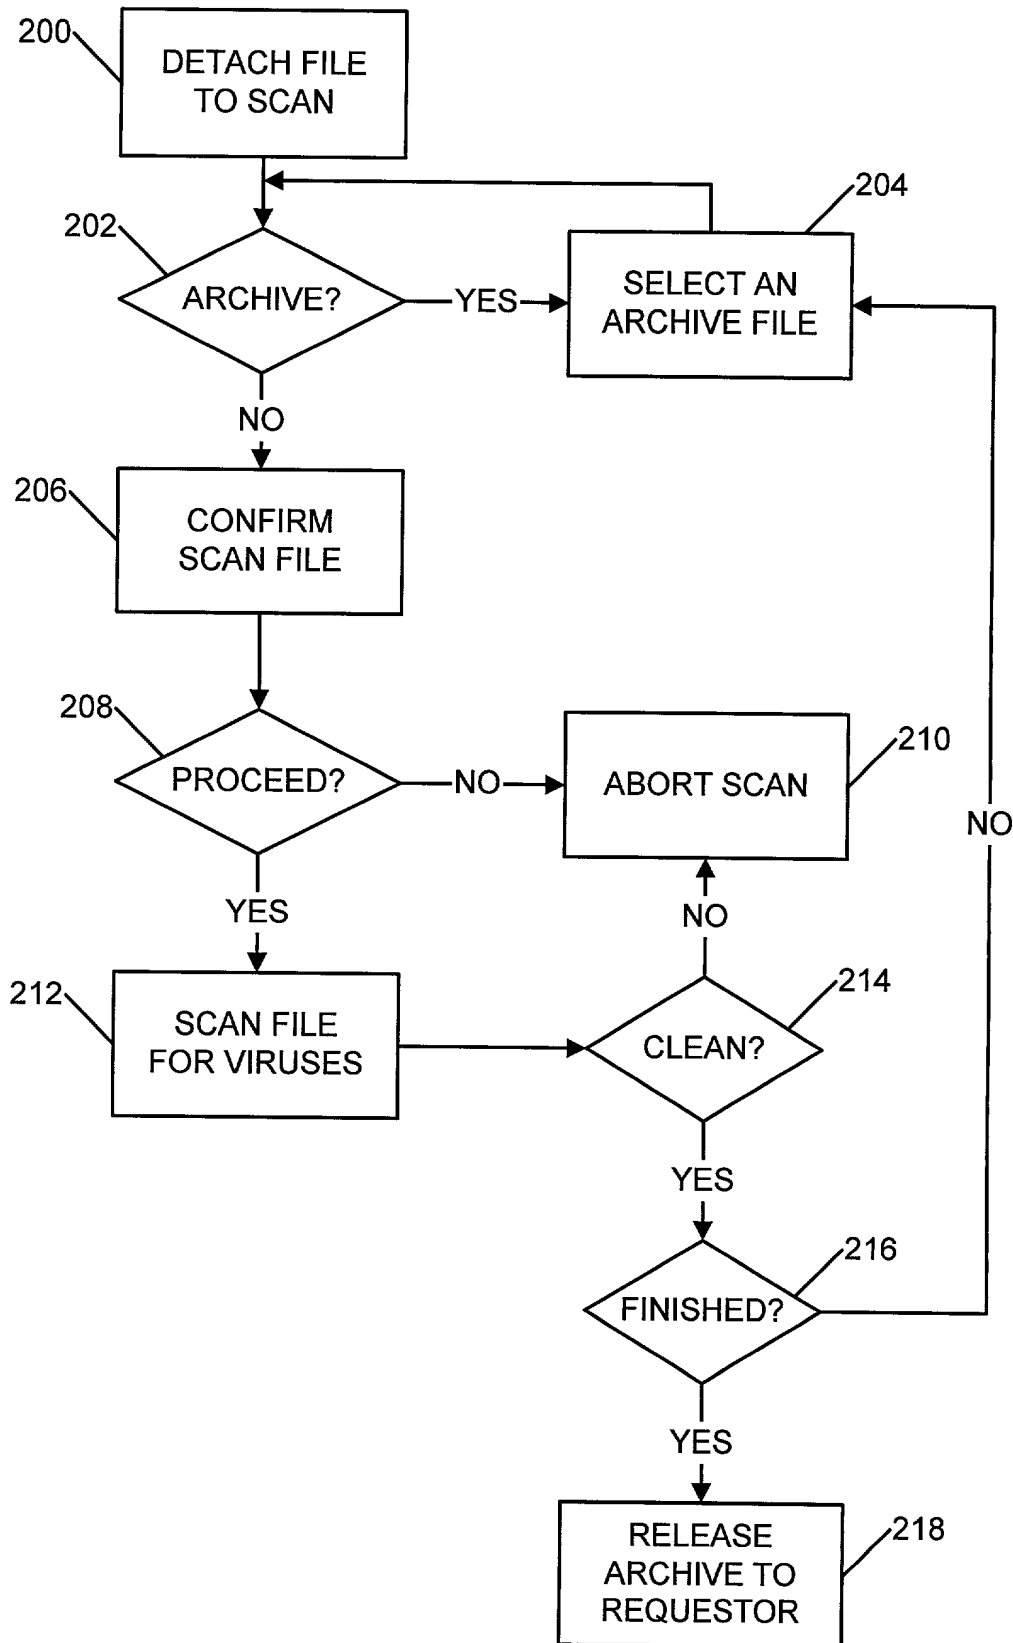 200
DETACH FILE
TO SCAN
204
202
ARCHIVE?
YES
SELECT AN
ARCHIVE FILE
NO
206
CONFIRM
SCAN FILE
208
PROCEED?
NO
ABORT SCAN
210
NO
YES
NO
212
SCAN FILE
FOR VIRUSES
CLEAN?
214
YES
216
FINISHED?
YES
RELEASE
ARCHIVE TO
REQUESTOR
218